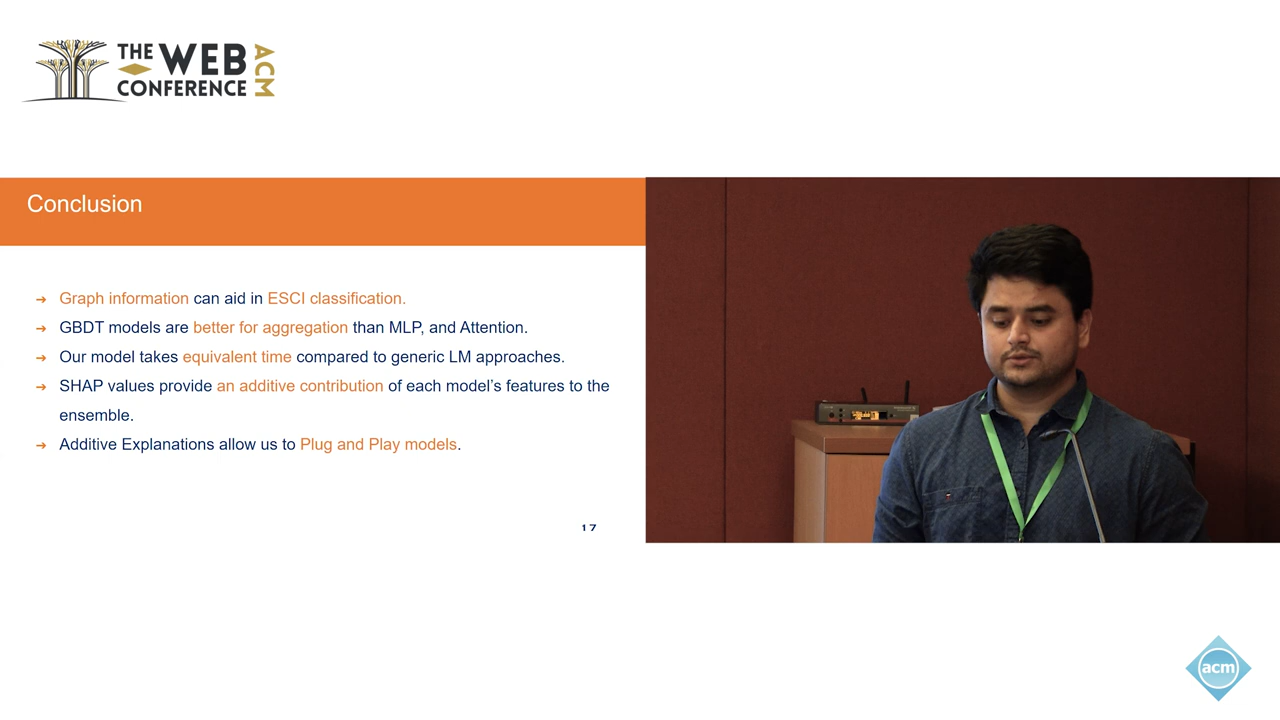 THE WEB
CONFERENCE
ACM
Conclusion
➔ Graph information can aid in ESCI classification.
➔ GBDT models are better for aggregation than MLP, and Attention.
➔ Our model takes equivalent time compared to generic LM approaches.
➔ SHAP values provide an additive contribution of each model’s features to the
ensemble.
➔ Additive Explanations allow us to Plug and Play models.
17
acm